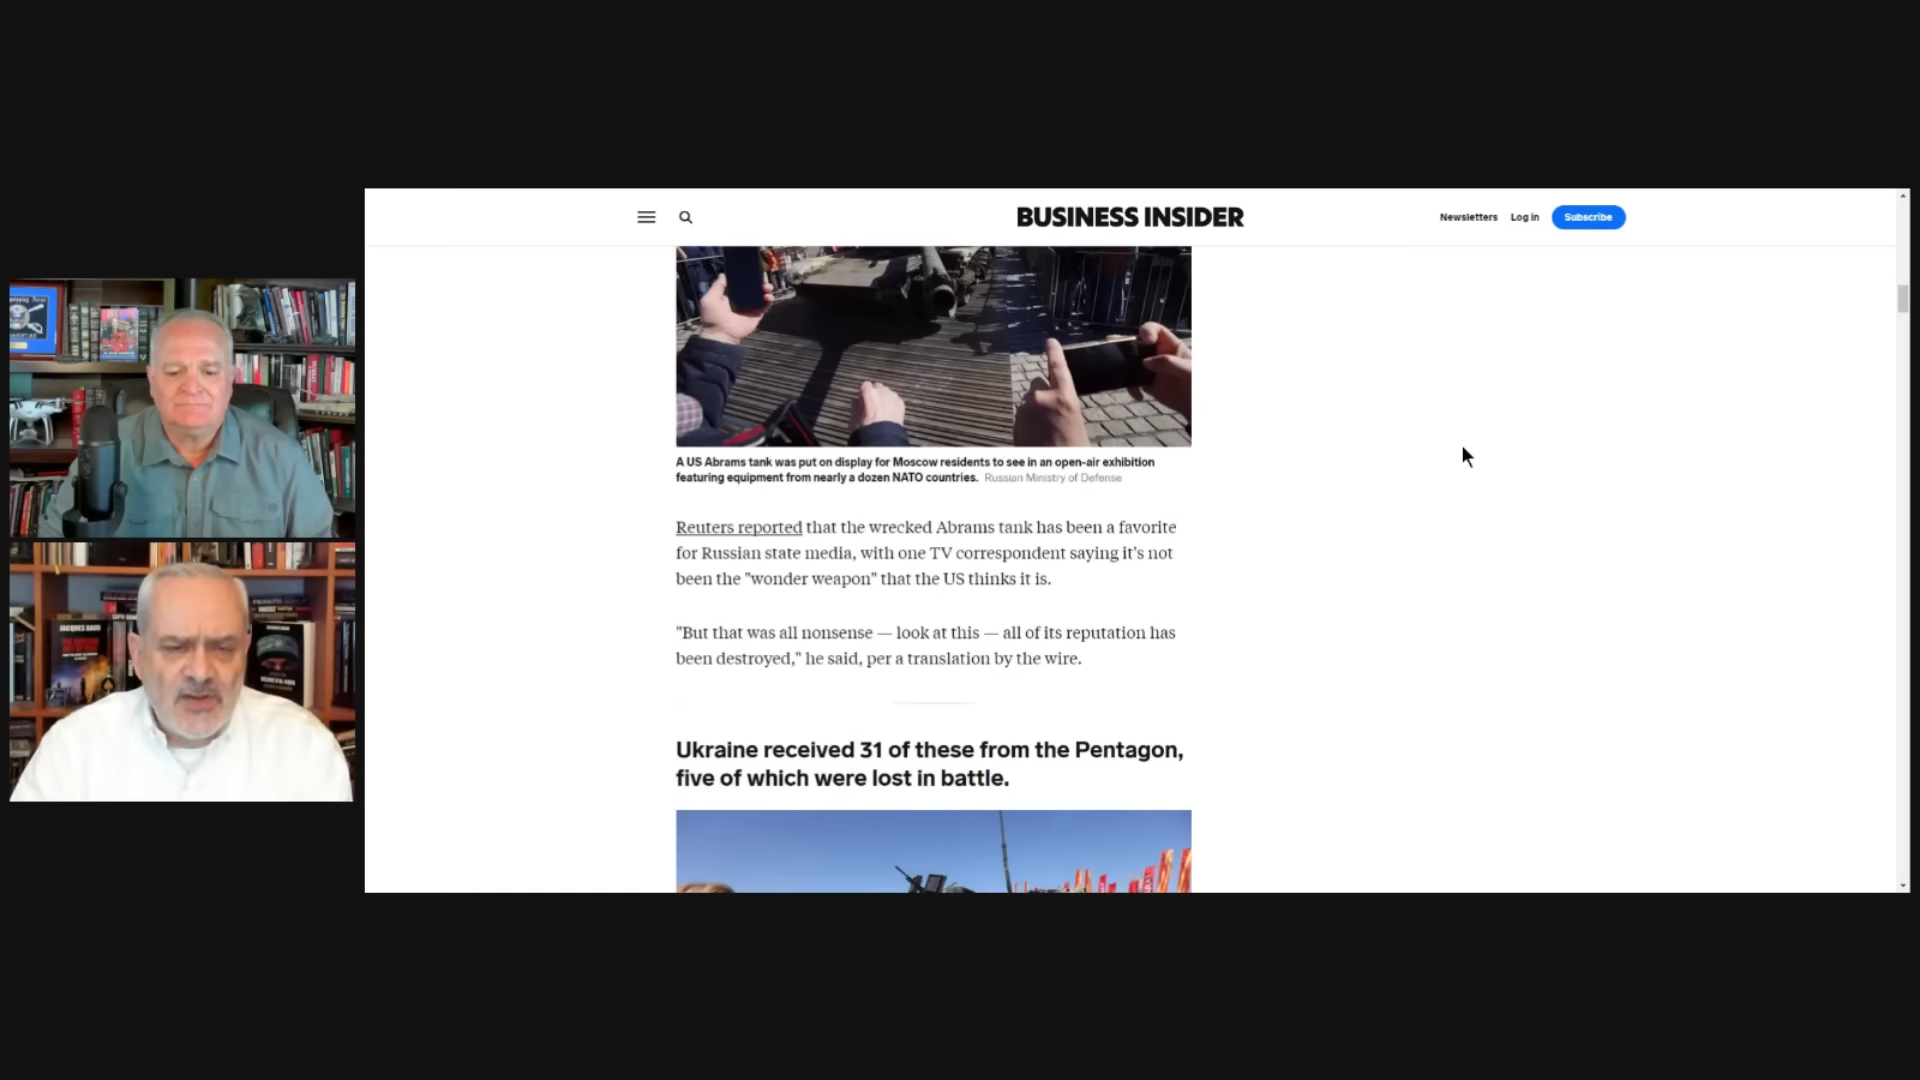 BUSINESS INSIDER
Newsletters
Log in
Subscribe
A US Abrams tank was put on display for Moscow residents to see in an open-air exhibition
featuring equipment from nearly a dozen NATO countries. Russian Ministry of Defense
Reuters reported that the wrecked Abrams tank has been a favorite
for Russian state media, with one TV correspondent saying it's not
been the "wonder weapon" that the US thinks it is.
"But that was all nonsense — look at this — all of its reputation has
been destroyed," he said, per a translation by the wire.
Ukraine received 31 of these from the Pentagon,
five of which were lost in battle.
JACQUES BAUD